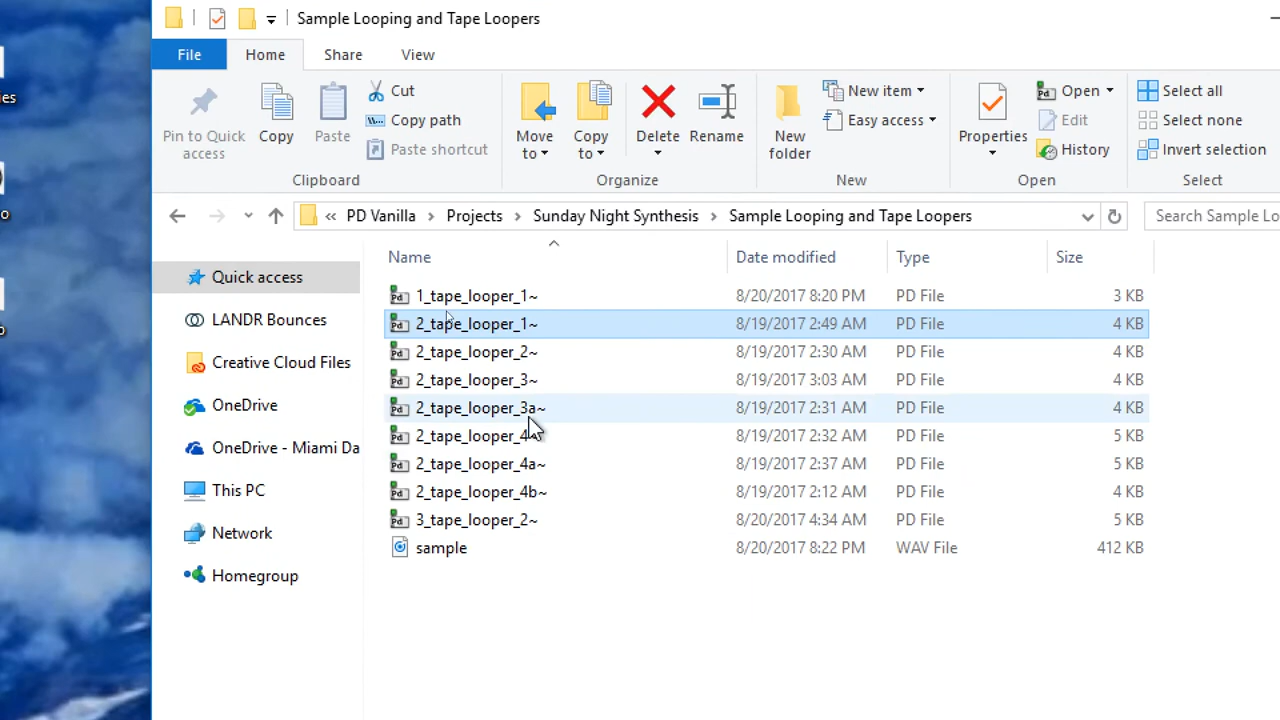 Sample Looping and Tape Loopers
File Home Share View
Pin to Quick access
Copy
Paste
Cut
Copy path
Paste shortcut
Clipboard
Move to
Copy to
Delete
Rename
Organize
New folder
New item
Easy access
New
Properties
Open
Edit
History
Open
Select all
Select none
Invert selection
Select
« PD Vanilla > Projects > Sunday Night Synthesis > Sample Looping and Tape Loopers
Search Sample Lo
Name Date modified Type Size
Quick access
LANDR Bounces
Creative Cloud Files
OneDrive
OneDrive - Miami Da
This PC
Network
Homegroup
1_tape_looper_1~ 8/20/2017 8:20 PM PD File 3 KB
2_tape_looper_1~ 8/19/2017 2:49 AM PD File 4 KB
2_tape_looper_2~ 8/19/2017 2:30 AM PD File 4 KB
2_tape_looper_3~ 8/19/2017 3:03 AM PD File 4 KB
2_tape_looper_3a~ 8/19/2017 2:31 AM PD File 4 KB
2_tape_looper_4~ 8/19/2017 2:32 AM PD File 5 KB
2_tape_looper_4a~ 8/19/2017 2:37 AM PD File 5 KB
2_tape_looper_4b~ 8/19/2017 2:12 AM PD File 4 KB
3_tape_looper_2~ 8/20/2017 4:34 AM PD File 5 KB
sample 8/20/2017 8:22 PM WAV File 412 KB